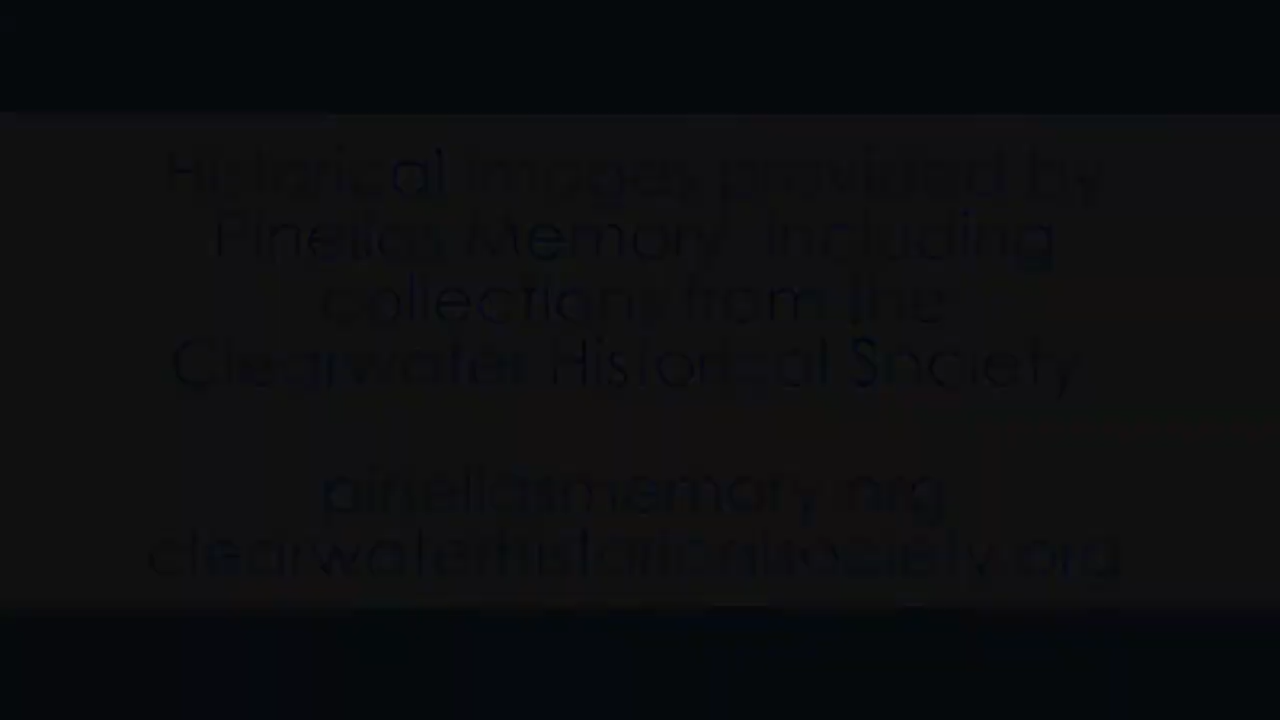 Historical images provided by
Pinellas Memory, including
collections from the
Clearwater Historical Society
pinellasmemory.org
clearwaterhistoricalsociety.org